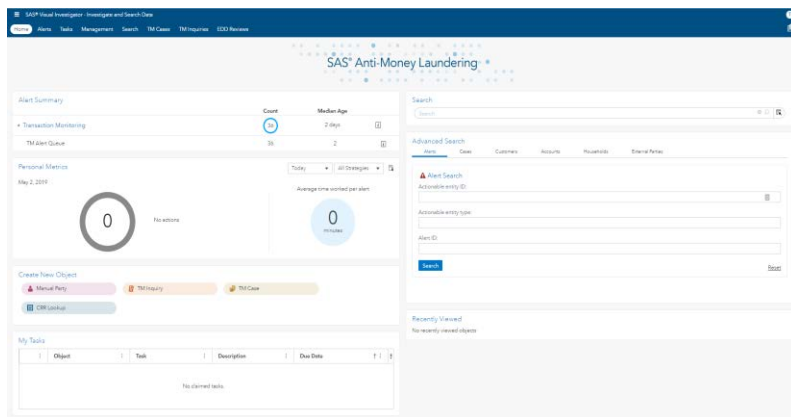 SAS® Visual Investigator - Investigate and Search Data
Home Alerts Tasks Management Search TM Cases TM Inquiries EDD Reviews
SAS® Anti-Money Laundering
Alert Summary
Count Median Age
Transaction Monitoring 36 2 days
TM Alert Queue 36 2
Personal Metrics
Today All Strategies
May 2, 2019
Average time worked per alert
0 No actions
0 minutes
Create New Object
Manual Party TM Inquiry TM Case
CRR Lookup
My Tasks
Object Task Description Due Date
No claimed tasks.
Search
Search
Advanced Search
Alerts Cases Customers Accounts Households External Parties
Alert Search
Actionable entity ID:
Actionable entity type:
Alert ID:
Search Reset
Recently Viewed
No recently viewed objects